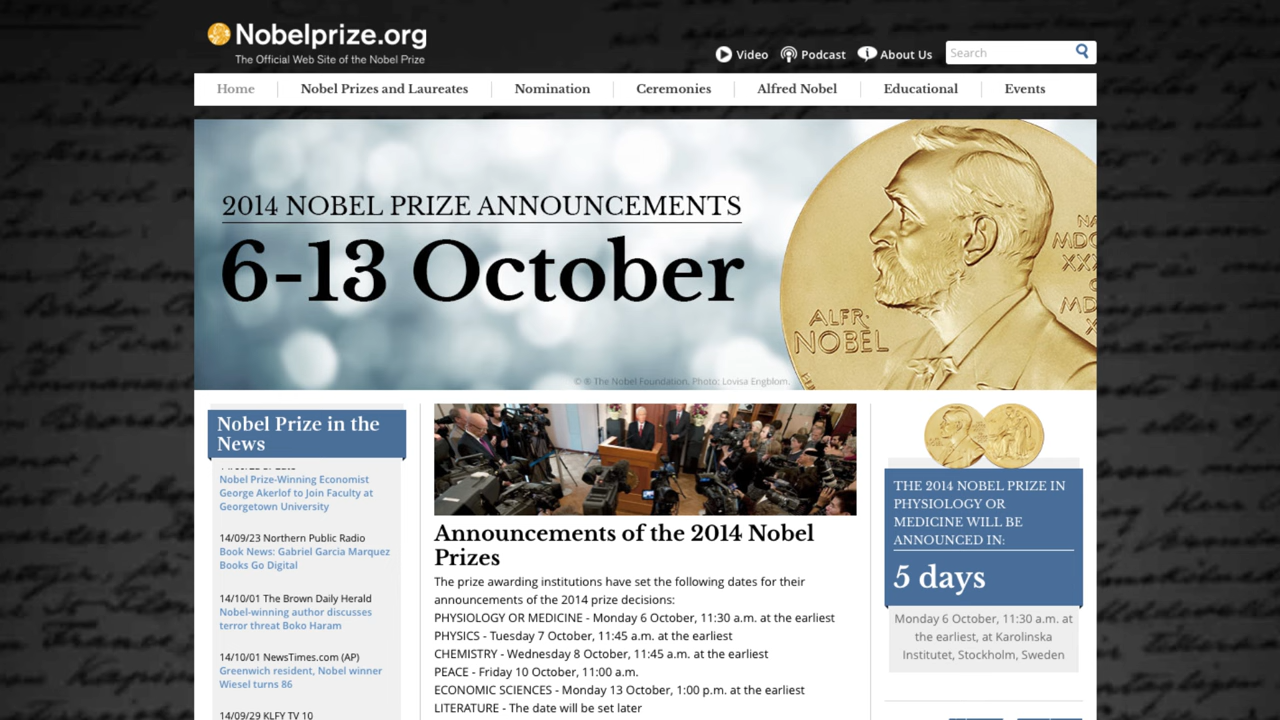 Nobelprize.org
The Official Web Site of the Nobel Prize
Video
Podcast
About Us
Search
Home
Nobel Prizes and Laureates
Nomination
Ceremonies
Alfred Nobel
Educational
Events
2014 NOBEL PRIZE ANNOUNCEMENTS
6-13 October
ALFR·
NOBEL
© ® The Nobel Foundation, Photo: Lovisa Engblom.
Nobel Prize in the
News
Nobel Prize-Winning Economist
George Akerlof to Join Faculty at
Georgetown University
14/09/23 Northern Public Radio
Book News: Gabriel Garcia Marquez
Books Go Digital
14/10/01 The Brown Daily Herald
Nobel-winning author discusses
terror threat Boko Haram
14/10/01 NewsTimes.com (AP)
Greenwich resident, Nobel winner
Wiesel turns 86
14/09/29 KLFY TV 10
Announcements of the 2014 Nobel
Prizes
The prize awarding institutions have set the following dates for their
announcements of the 2014 prize decisions:
PHYSIOLOGY OR MEDICINE - Monday 6 October, 11:30 a.m. at the earliest
PHYSICS - Tuesday 7 October, 11:45 a.m. at the earliest
CHEMISTRY - Wednesday 8 October, 11:45 a.m. at the earliest
PEACE - Friday 10 October, 11:00 a.m.
ECONOMIC SCIENCES - Monday 13 October, 1:00 p.m. at the earliest
LITERATURE - The date will be set later
THE 2014 NOBEL PRIZE IN
PHYSIOLOGY OR
MEDICINE WILL BE
ANNOUNCED IN:
5 days
Monday 6 October, 11:30 a.m. at
the earliest, at Karolinska
Institutet, Stockholm, Sweden